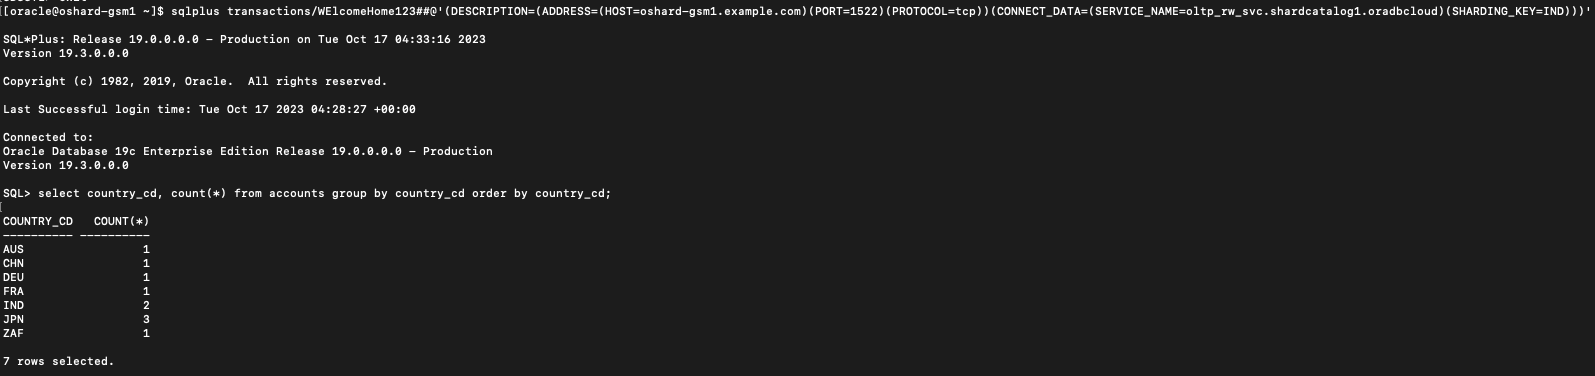 [[oracle@oshard-gsm1 ~]$ sqlplus transactions/WElcomeHome123##@'(DESCRIPTION=(ADDRESS=(HOST=oshard-gsm1.example.com)(PORT=1522)(PROTOCOL=tcp))(CONNECT_DATA=(SERVICE_NAME=oltp_rw_svc.shardcatalog1.oradbcloud)(SHARDING_KEY=IND)))'
SQL*Plus: Release 19.0.0.0.0 - Production on Tue Oct 17 04:33:16 2023
Version 19.3.0.0.0
Copyright (c) 1982, 2019, Oracle.  All rights reserved.
Last Successful login time: Tue Oct 17 2023 04:28:27 +00:00
Connected to:
Oracle Database 19c Enterprise Edition Release 19.0.0.0.0 - Production
Version 19.3.0.0.0
SQL> select country_cd, count(*) from accounts group by country_cd order by country_cd;
[
COUNTRY_CD   COUNT(*)
---------- ----------
AUS                 1
CHN                 1
DEU                 1
FRA                 1
IND                 2
JPN                 3
ZAF                 1
7 rows selected.